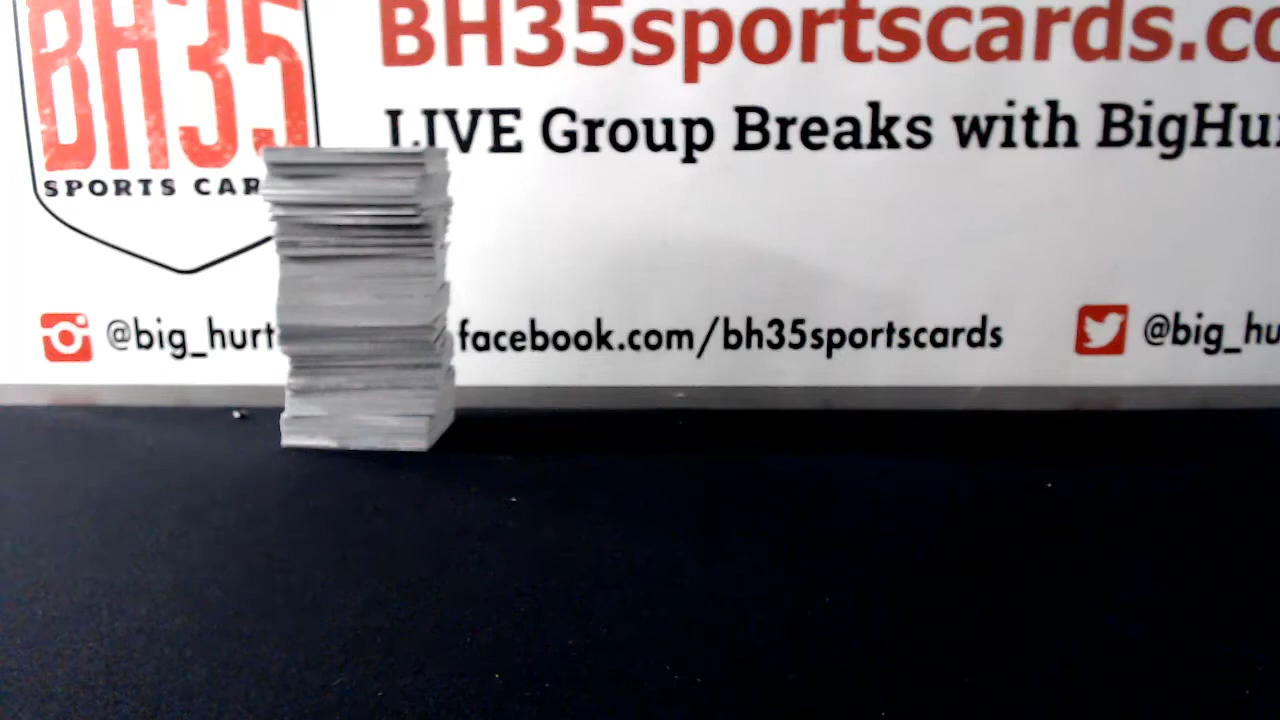 BH35
SPORTS CAR
BH35sportscards.co
LIVE Group Breaks with BigHu
@big_hurt
facebook.com/bh35sportscards
@big_hu